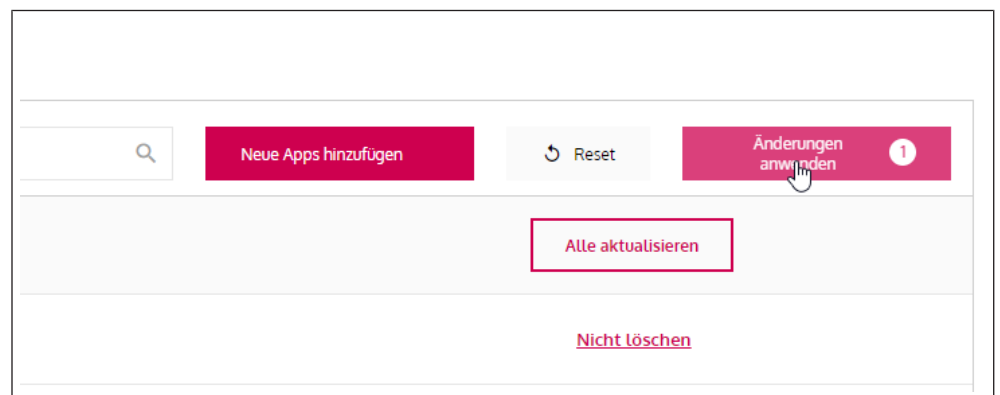 Neue Apps hinzufügen
Reset
Änderungen
anwenden
1
Alle aktualisieren
Nicht löschen